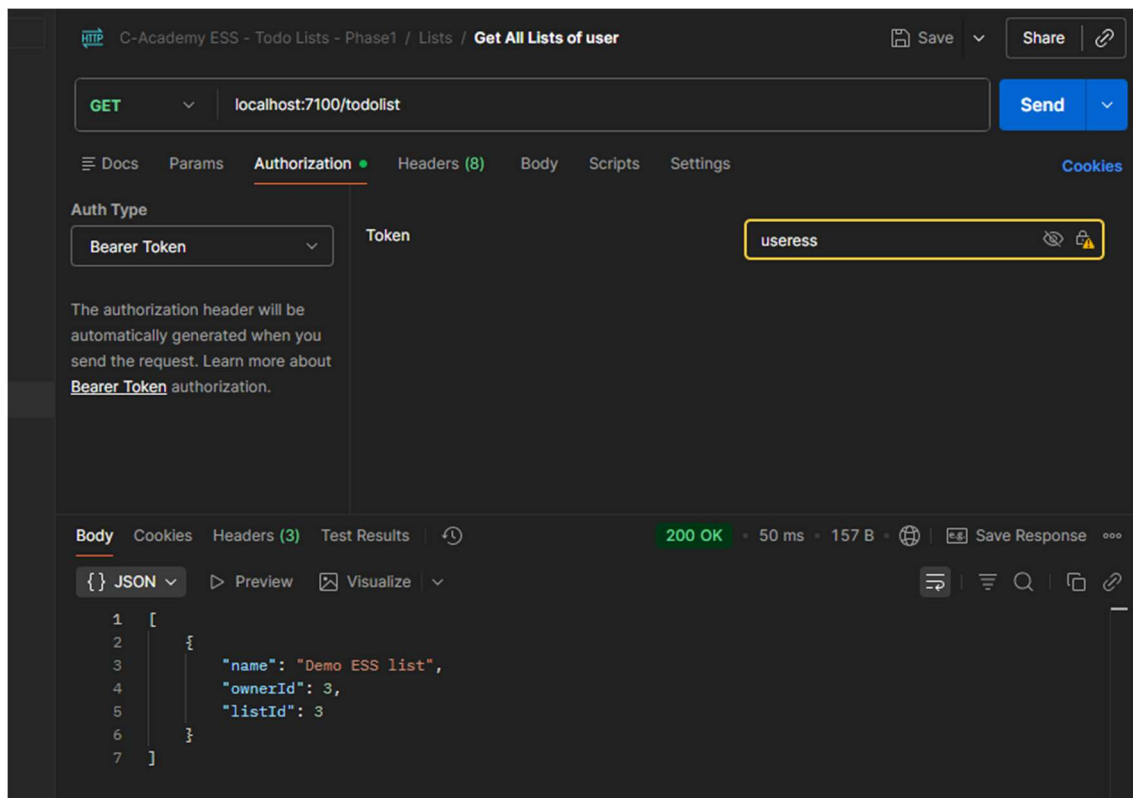 HTTP C-Academy ESS - Todo Lists - Phase1 / Lists / Get All Lists of user Save Share
GET localhost:7100/todolist Send
Docs Params Authorization Headers (8) Body Scripts Settings Cookies
Auth Type
Bearer Token
Token useress
The authorization header will be
automatically generated when you
send the request. Learn more about
Bearer Token authorization.
Body Cookies Headers (3) Test Results 200 OK • 50 ms • 157 B • e.g. Save Response
{} JSON Preview Visualize
1 [
2 {
3 "name": "Demo ESS list",
4 "ownerId": 3,
5 "listId": 3
6 }
7 ]